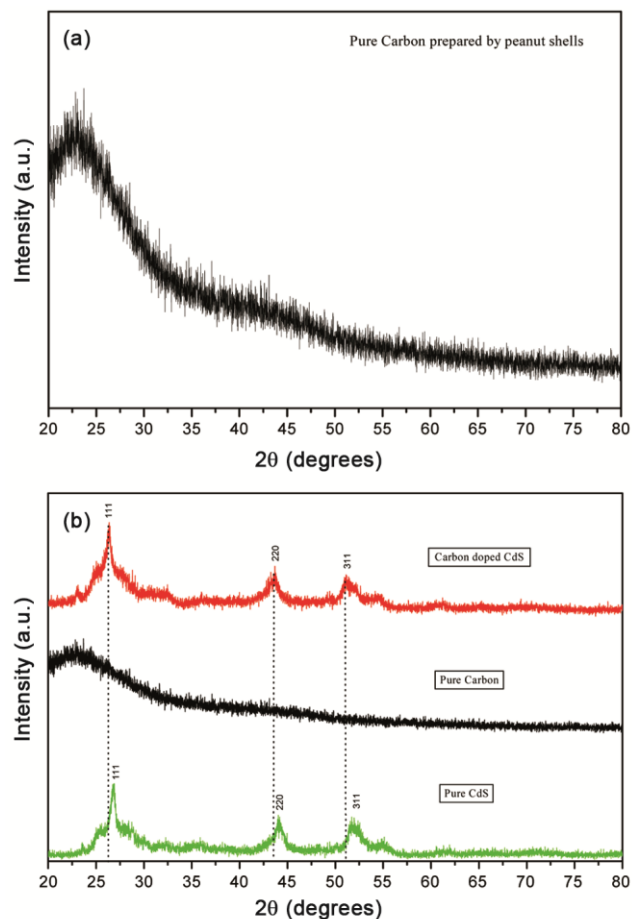 (a)
Pure Carbon prepared by peanut shells
Intensity (a.u.)
20 25 30 35 40 45 50 55 60 65 70 75 80
2θ (degrees)
(b)
111
220
311
Carbon doped CdS
Intensity (a.u.)
Pure Carbon
111
220
311
Pure CdS
20 25 30 35 40 45 50 55 60 65 70 75 80
2θ (degrees)